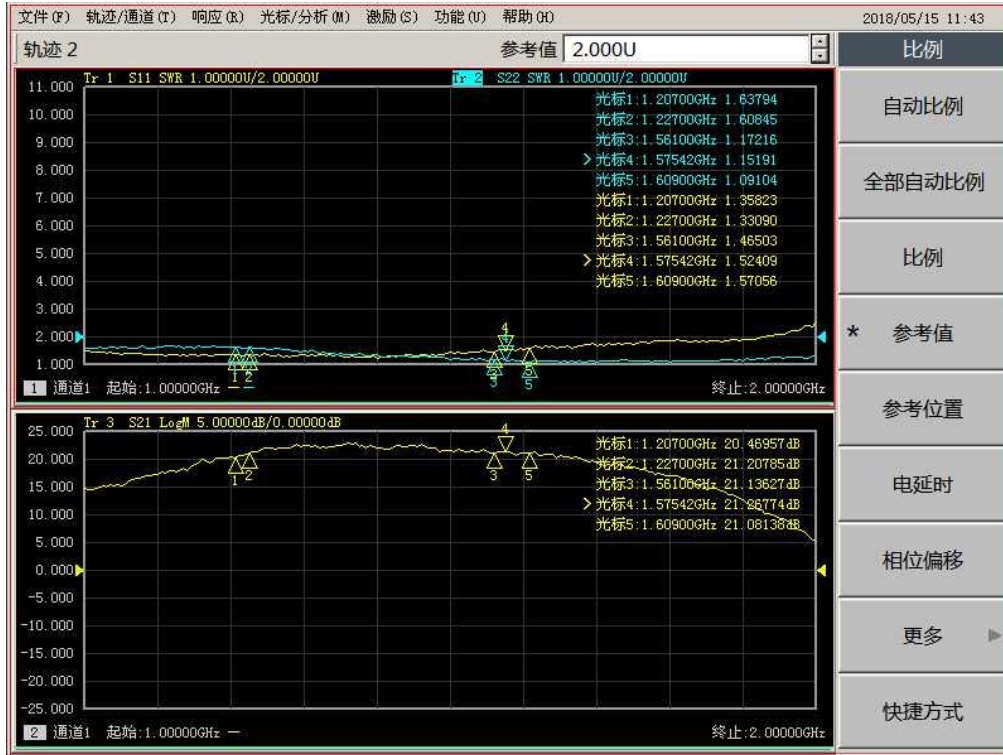 文件(F) 轨迹/通道(T) 响应(R) 光标/分析(M) 激励(S) 功能(U) 帮助(H) 2018/05/15 11:43
轨迹 2 参考值 2.000U 比例
Tr 1 S11 SWR 1.00000U/2.00000U Tr 2 S22 SWR 1.00000U/2.00000U
11.000
10.000
9.000
8.000
7.000
6.000
5.000
4.000
3.000
2.000
1.000
光标1:1.20700GHz 1.63794
光标2:1.22700GHz 1.60845
光标3:1.56100GHz 1.17216
>光标4:1.57542GHz 1.15191
光标5:1.60900GHz 1.09104
光标1:1.20700GHz 1.35823
光标2:1.22700GHz 1.33090
光标3:1.56100GHz 1.46503
>光标4:1.57542GHz 1.52409
光标5:1.60900GHz 1.57056
4
1 2 3 5
3 5
1 通道1 起始:1.00000GHz — 终止:2.00000GHz
Tr 3 S21 LogM 5.00000dB/0.00000dB
25.000
20.000
15.000
10.000
5.000
0.000
-5.000
-10.000
-15.000
-20.000
-25.000
光标1:1.20700GHz 20.46957dB
光标2:1.22700GHz 21.20785dB
光标3:1.56100GHz 21.13627dB
>光标4:1.57542GHz 21.26774dB
光标5:1.60900GHz 21.08138dB
4
1 2 3 5
2 通道1 起始:1.00000GHz — 终止:2.00000GHz
自动比例
全部自动比例
比例
* 参考值
参考位置
电延时
相位偏移
更多
快捷方式